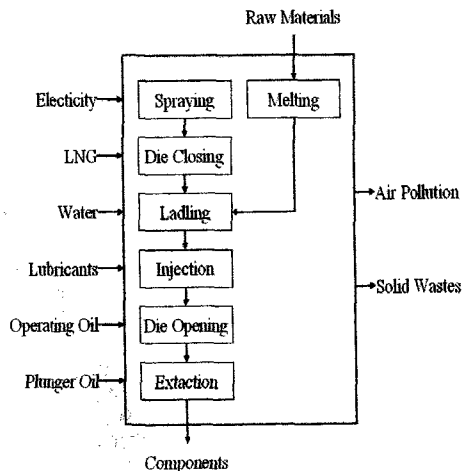 Raw Materials
Electicity
Spraying
Melting
LNG
Die Closing
Air Pollution
Water
Ladling
Lubricants
Injection
Solid Wastes
Operating Oil
Die Opening
Plunger Oil
Extaction
Components